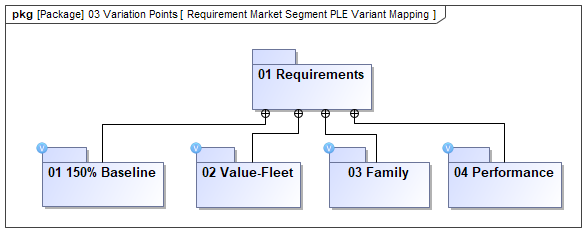 pkg [Package] 03 Variation Points [ Requirement Market Segment PLE Variant Mapping ]
01 Requirements
V V V V
01 150% Baseline 02 Value-Fleet 03 Family 04 Performance